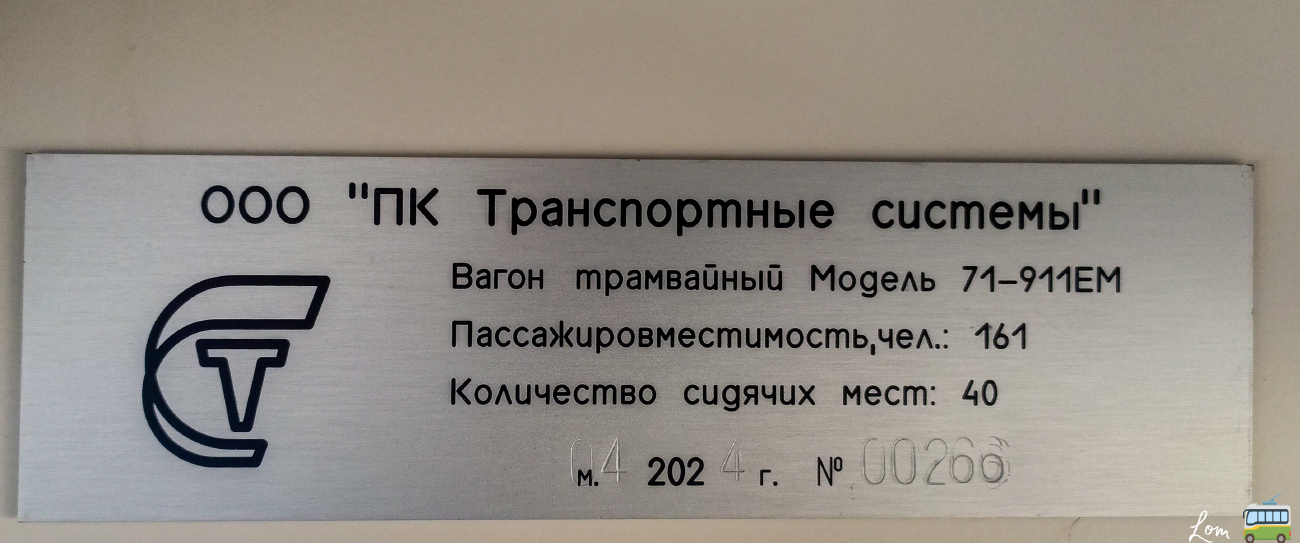 ООО "ПК Транспортные системы"
Вагон трамвайный Модель 71-911ЕМ
Пассажировместимость,чел.: 161
Количество сидячих мест: 40
м. 04 2024 г. № 00266
СТ
Lom